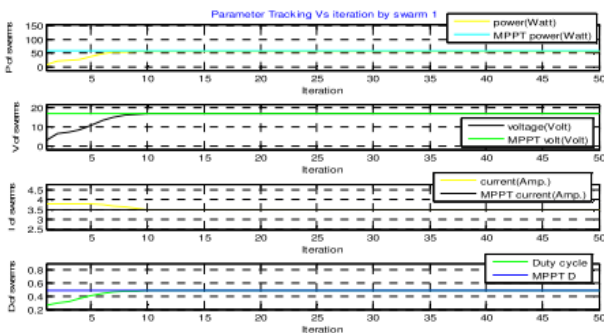 Parameter Tracking Vs iteration by swarm 1
P of swarms
150
100
50
0
power(Watt)
MPPT power(Watt)
5 10 15 20 25 30 35 40 45 50
Iteration
V of swarms
20
10
0
voltage(Volt)
MPPT volt(Volt)
5 10 15 20 25 30 35 40 45 50
Iteration
I of swarms
4.5
4
3.5
3
2.5
current(Amp.)
MPPT current(Amp.)
5 10 15 20 25 30 35 40 45 50
Iteration
D of swarms
0.8
0.6
0.4
0.2
Duty cycle
MPPT D
5 10 15 20 25 30 35 40 45 50
Iteration